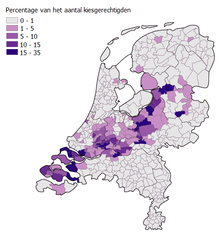 Percentage van het aantal kiesgerechtigden
0 - 1
1 - 5
5 - 10
10 - 15
15 - 35